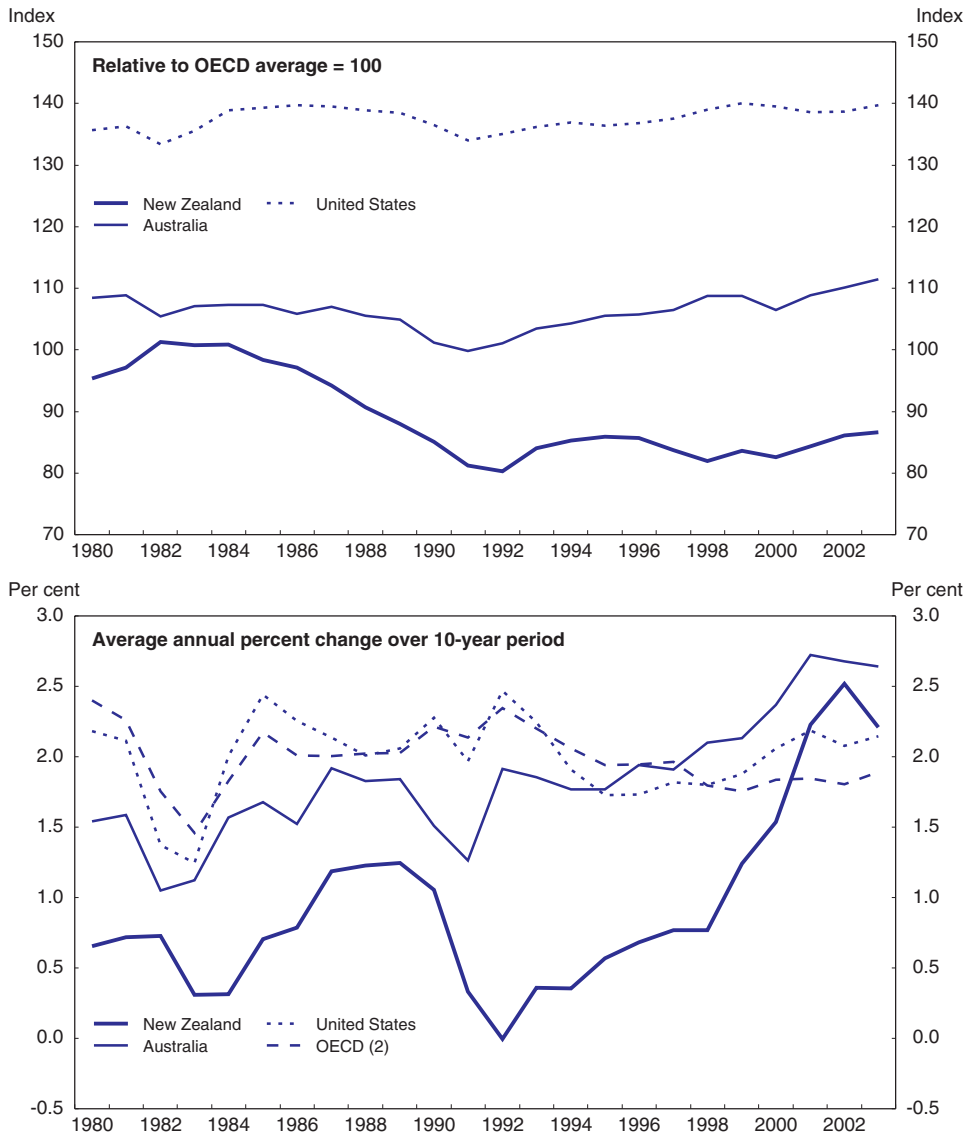 Index Index
150 150
Relative to OECD average = 100
140 140
130 130
New Zealand United States
120 120
Australia
110 110
100 100
90 90
80 80
70 70
1980 1982 1984 1986 1988 1990 1992 1994 1996 1998 2000 2002
Per cent Per cent
3.0 3.0
Average annual percent change over 10-year period
2.5 2.5
2.0 2.0
1.5 1.5
1.0 1.0
0.5 0.5
New Zealand United States
0.0 0.0
Australia OECD (2)
-0.5 -0.5
1980 1982 1984 1986 1988 1990 1992 1994 1996 1998 2000 2002